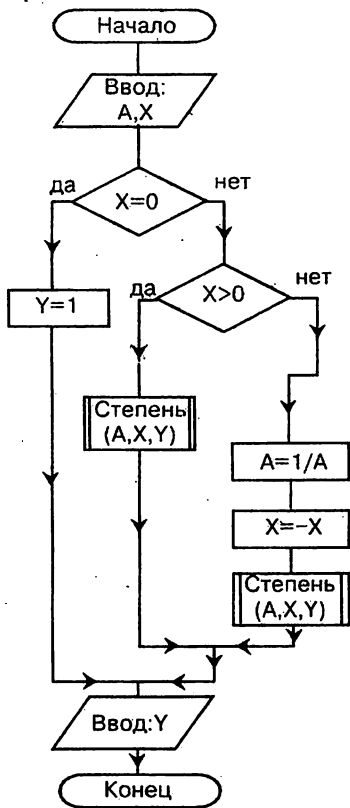 Начало
Ввод:
A,X
да
X=0
нет
Y=1
да
X>0
нет
Степень
(A,X,Y)
A=1/A
X=-X
Степень
(A,X,Y)
Ввод:Y
Конец